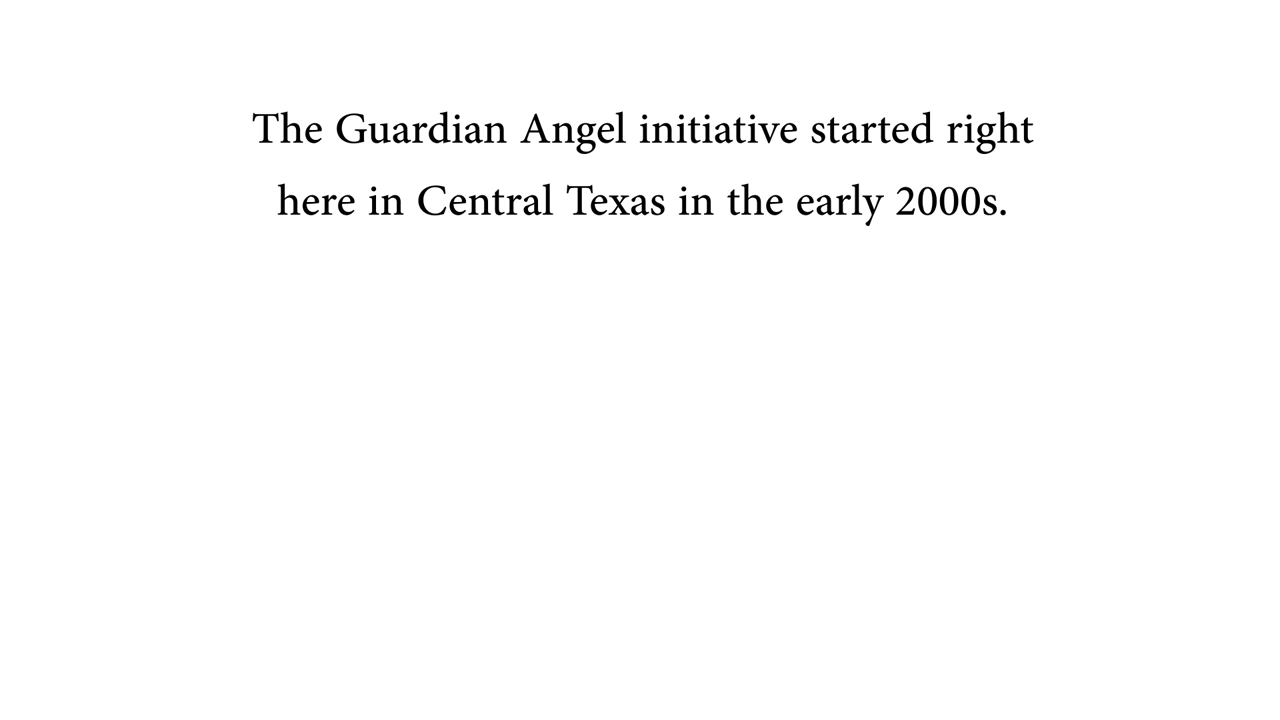 The Guardian Angel initiative started right
here in Central Texas in the early 2000s.